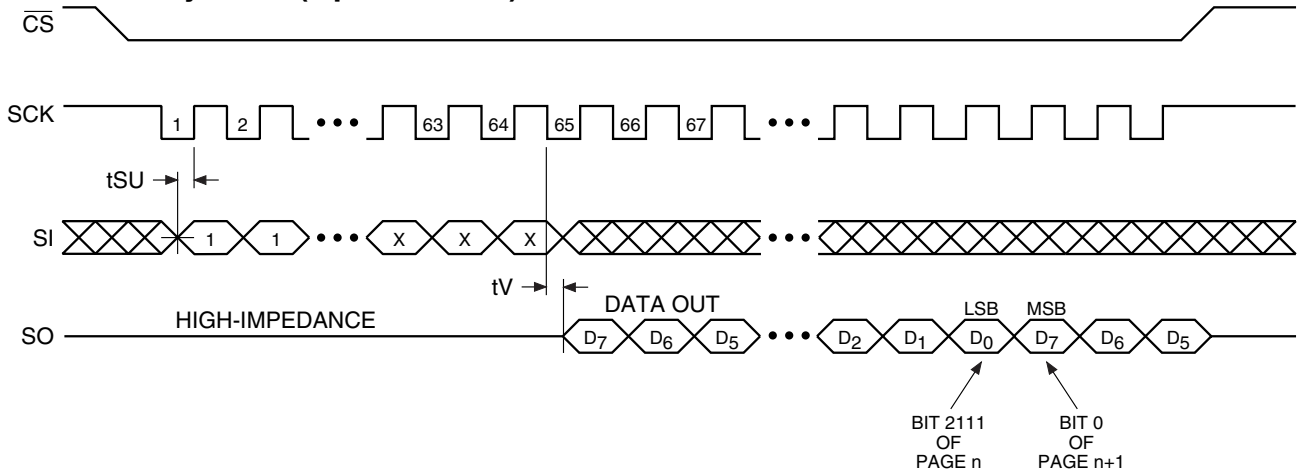 CS
SCK
1 2 63 64 65 66 67
tSU
SI
1 1 X X X
tV
DATA OUT
HIGH-IMPEDANCE
LSB MSB
SO
D7 D6 D5 D2 D1 D0 D7 D6 D5
BIT 2111
OF
PAGE n
BIT 0
OF
PAGE n+1